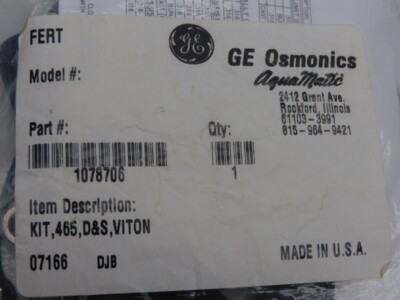 FERT
GE
GE Osmonics
AquaMatic
Model #:
2412 Grant Ave.
Rockford, Illinois
61103-3991
815-964-9421
Part #:
Qty:
1078706
1
Item Description:
KIT,465,D&S,VITON
07166 DJB
MADE IN U.S.A.